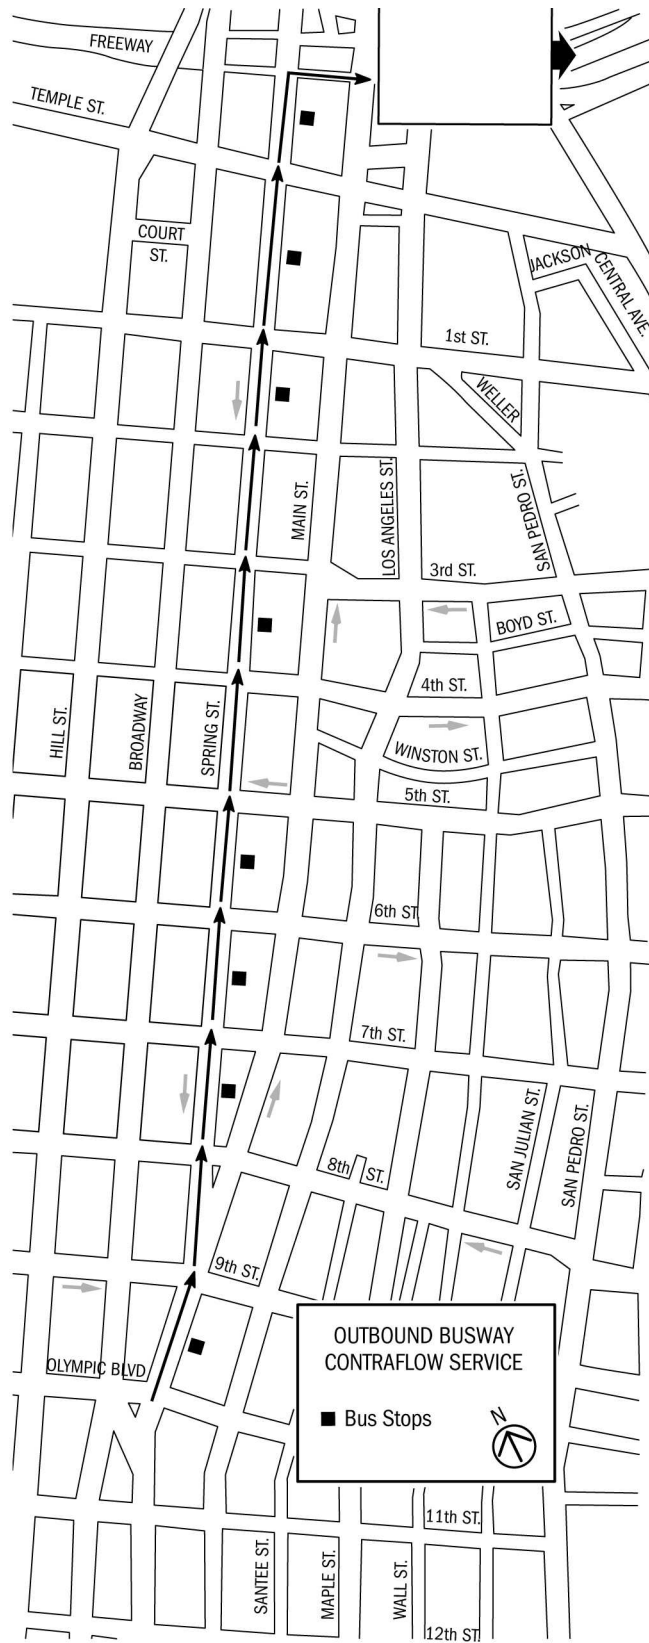 FREEWAY
TEMPLE ST.
COURT
ST.
JACKSON
CENTRAL AVE.
1st ST.
WELLER
MAIN ST.
LOS ANGELES ST.
SAN PEDRO ST.
3rd ST.
BOYD ST.
4th ST.
HILL ST.
BROADWAY
SPRING ST.
WINSTON ST.
5th ST.
6th ST.
7th ST.
SAN JULIAN ST.
SAN PEDRO ST.
8th ST.
9th ST.
OLYMPIC BLVD
OUTBOUND BUSWAY
CONTRAFLOW SERVICE
Bus Stops
N
11th ST.
SANTEE ST.
MAPLE ST.
WALL ST.
12th ST.